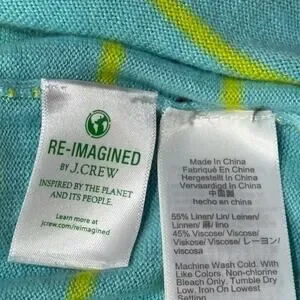 RE-IMAGINED
BY J.CREW
INSPIRED BY THE PLANET
AND ITS PEOPLE.
Learn more at
jcrew.com/reimagined
Made In China
Fabriqué En China
Hergestellt In China
Vervaardigd In China
中国製
hecho en china
55% Linen/ Lin/ Leinen/
Linnen/ 麻/ lino
45% Viscose/ Viscose/
Viskose/ Viscose/ レーヨン/
viscosa
Machine Wash Cold. With
Like Colors. Non-chlorine
Bleach Only. Tumble Dry
Low. Iron On Lowest
Setting